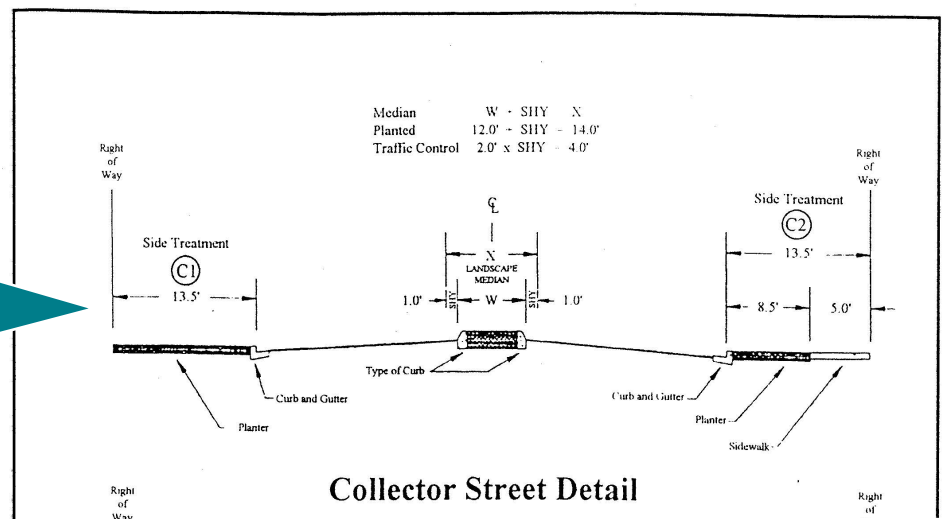 Median W + SHY X
Planted 12.0' + SHY - 14.0'
Traffic Control 2.0' x SHY - 4.0'
Right
of
Way
Right
of
Way
Side Treatment
C2
13.5'
8.5'
5.0'
Side Treatment
C1
13.5'
CL
X
LANDSCAPE
MEDIAN
1.0'
SHY
W
SHY
1.0'
Type of Curb
Curb and Gutter
Planter
Curb and Gutter
Planter
Sidewalk
Collector Street Detail
Right
of
Way
Right
of